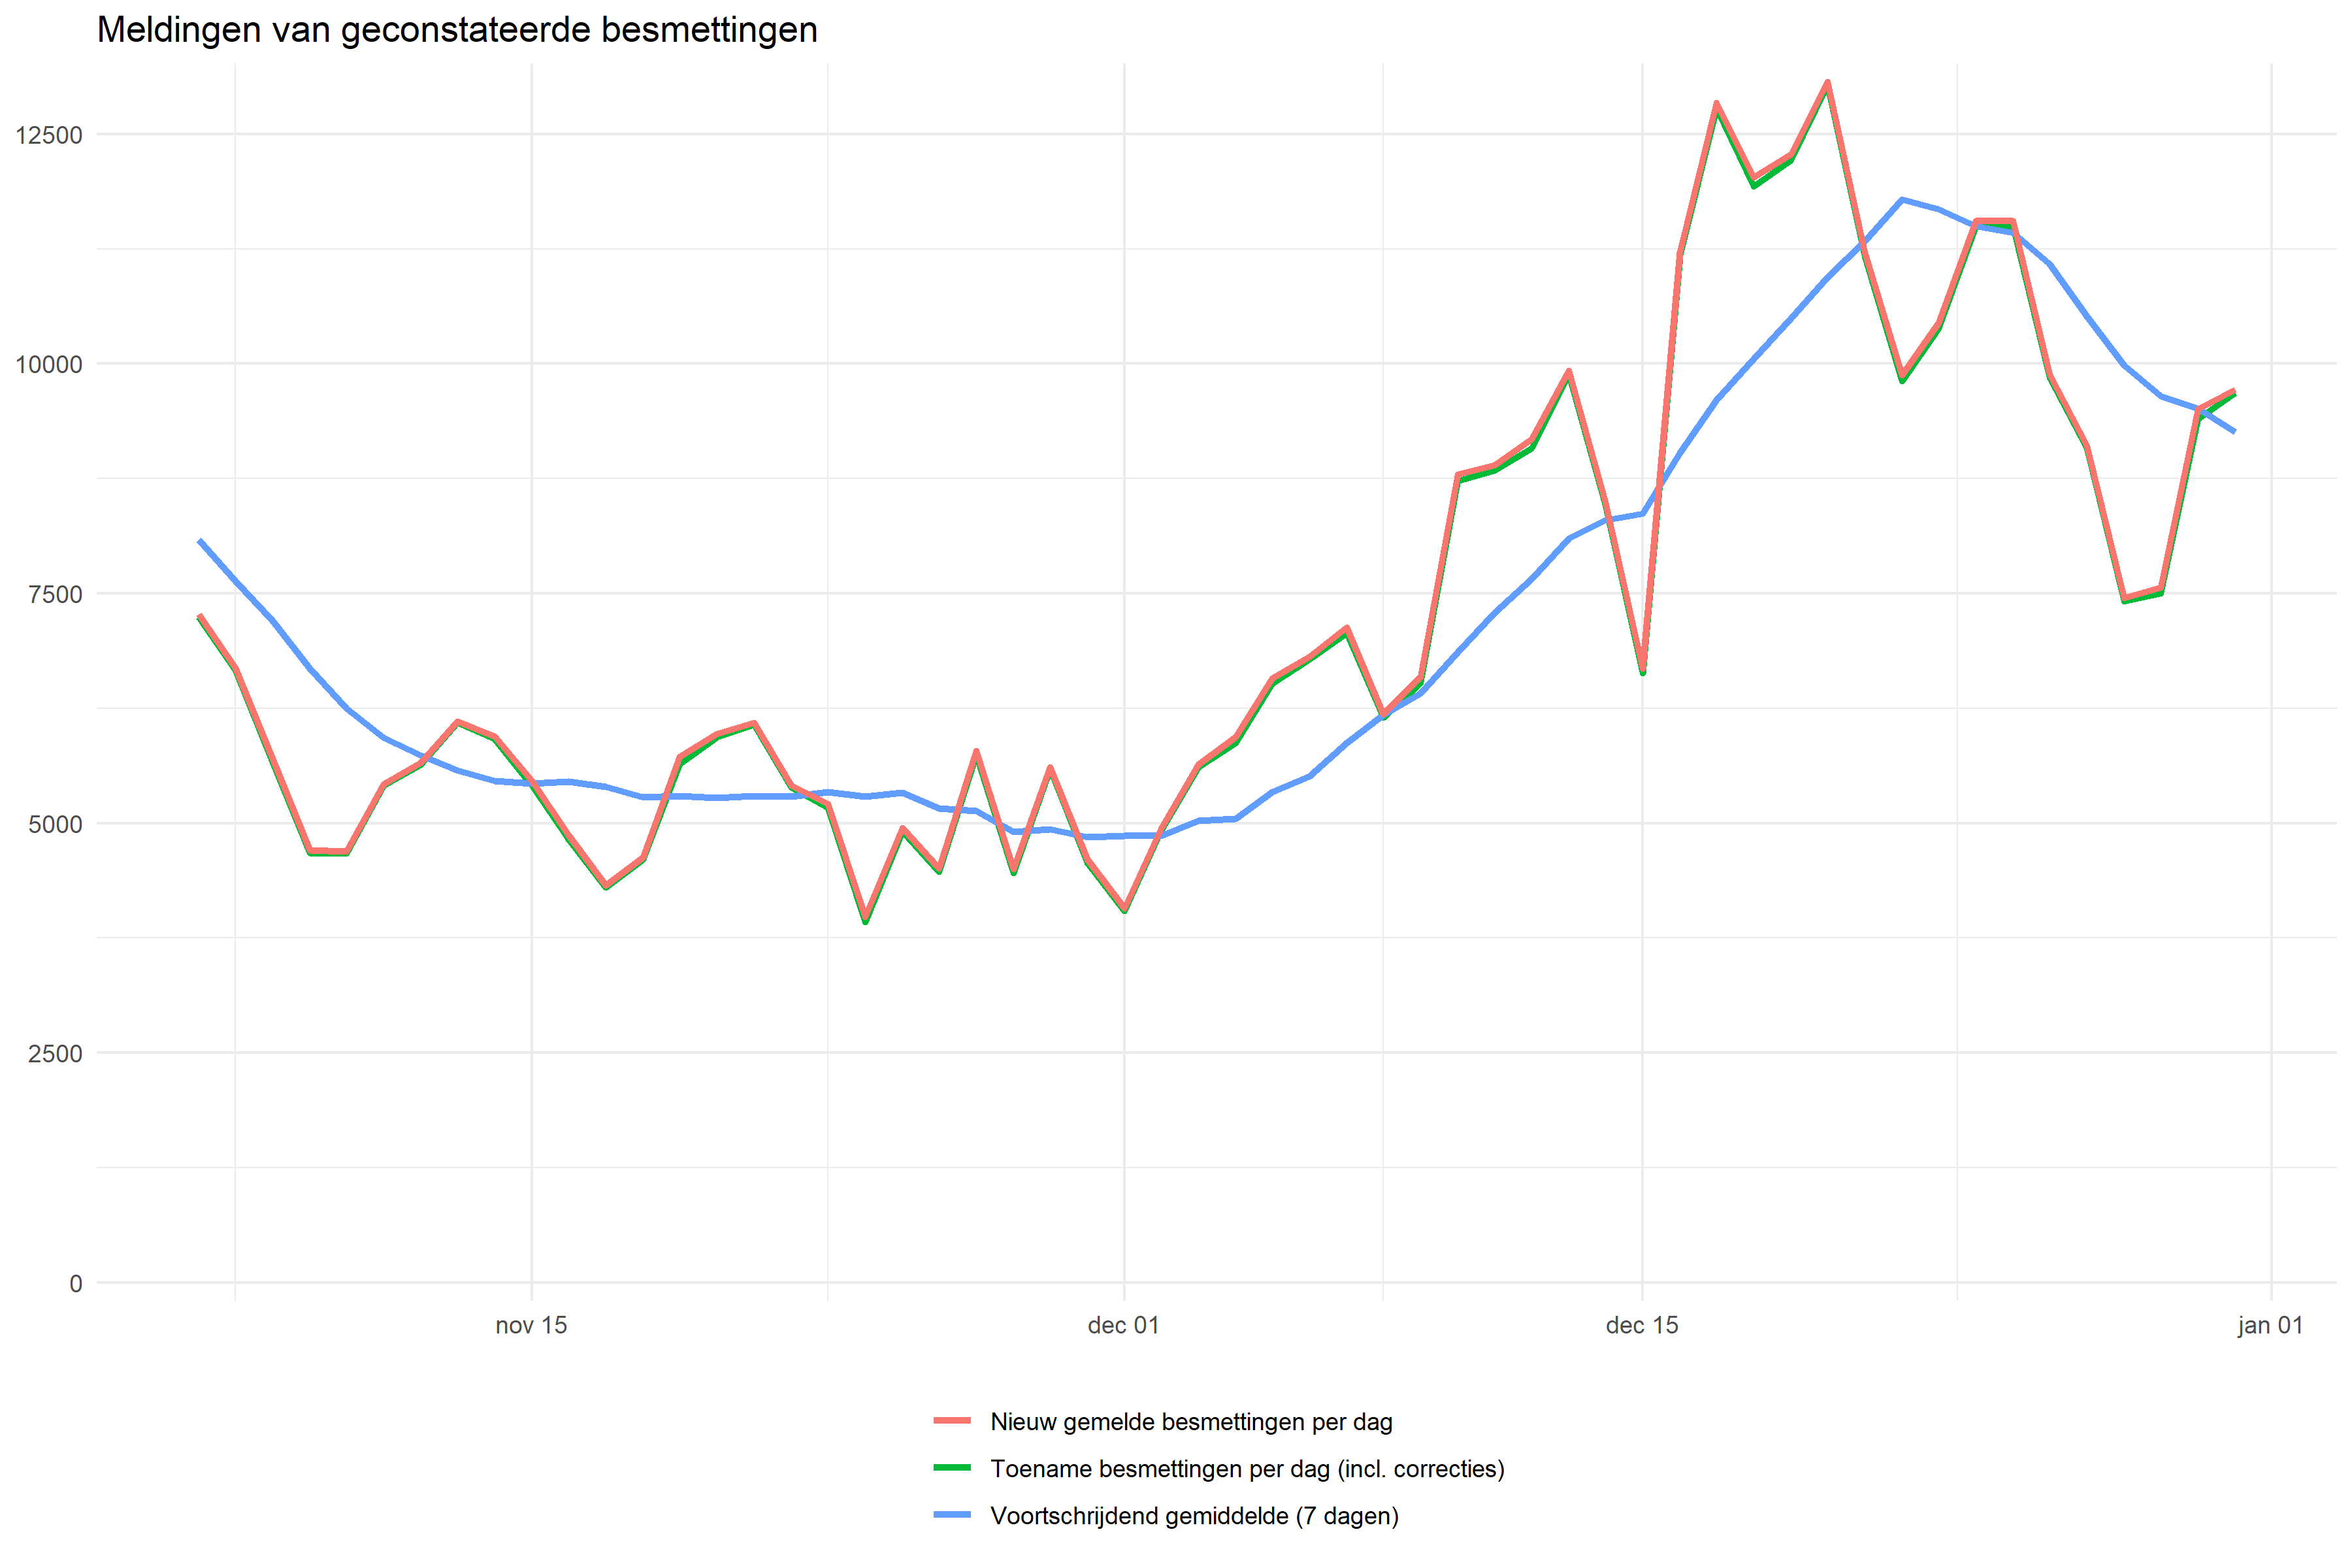 Meldingen van geconstateerde besmettingen
12500
10000
7500
5000
2500
0
nov 15 dec 01 dec 15 jan 01
Nieuw gemelde besmettingen per dag
Toename besmettingen per dag (incl. correcties)
Voortschrijdend gemiddelde (7 dagen)